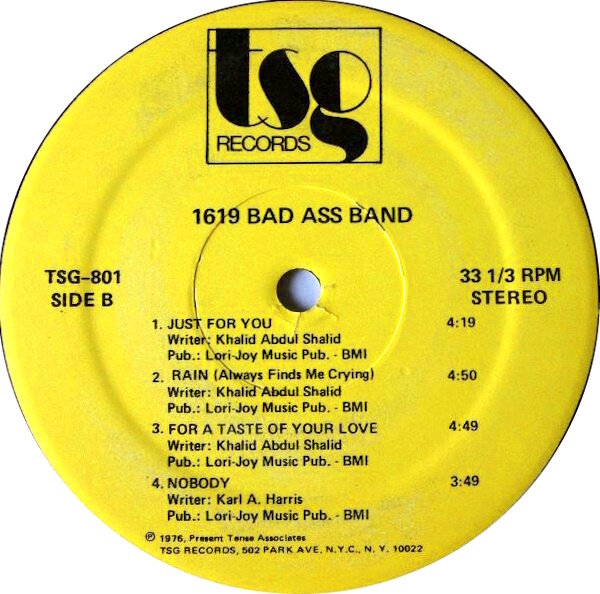 tsg
RECORDS
1619 BAD ASS BAND
TSG-801
SIDE B
33 1/3 RPM
STEREO
1. JUST FOR YOU 4:19
Writer: Khalid Abdul Shalid
Pub.: Lori-Joy Music Pub. - BMI
2. RAIN (Always Finds Me Crying) 4:50
Writer: Khalid Abdul Shalid
Pub.: Lori-Joy Music Pub. - BMI
3. FOR A TASTE OF YOUR LOVE 4:49
Writer: Khalid Abdul Shalid
Pub.: Lori-Joy Music Pub. - BMI
4. NOBODY 3:49
Writer: Karl A. Harris
Pub.: Lori-Joy Music Pub. - BMI
℗ 1976, Present Tense Associates
TSG RECORDS, 502 PARK AVE, N.Y.C., N. Y. 10022